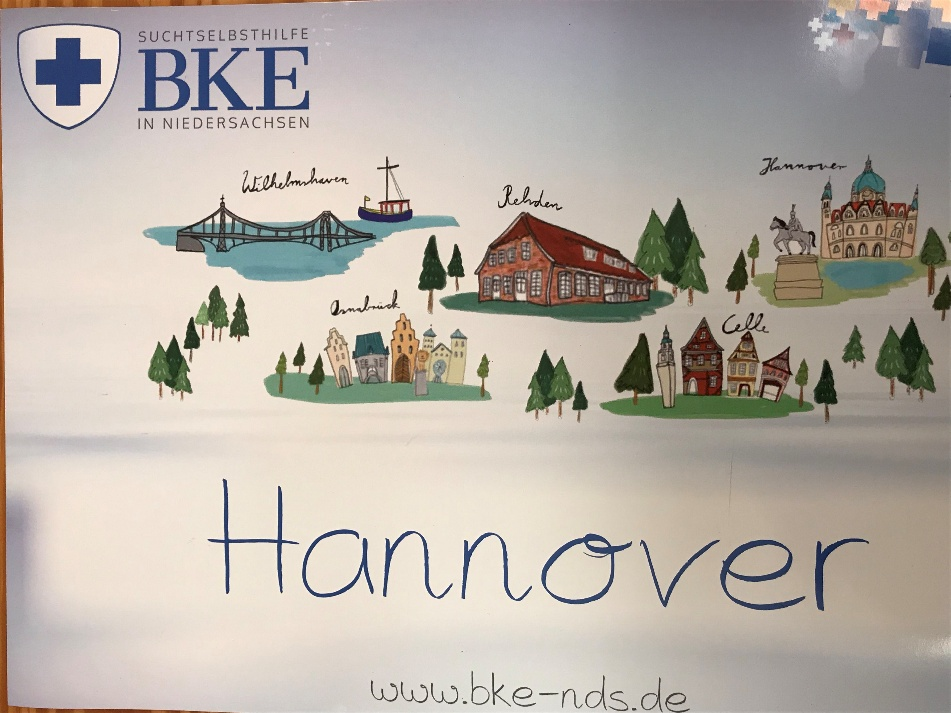 SUCHTSELBSTHILFE
BKE
IN NIEDERSACHSEN
Wilhelmshaven
Rehden
Hannover
Osnabrück
Celle
Hannover
www.bke-nds.de